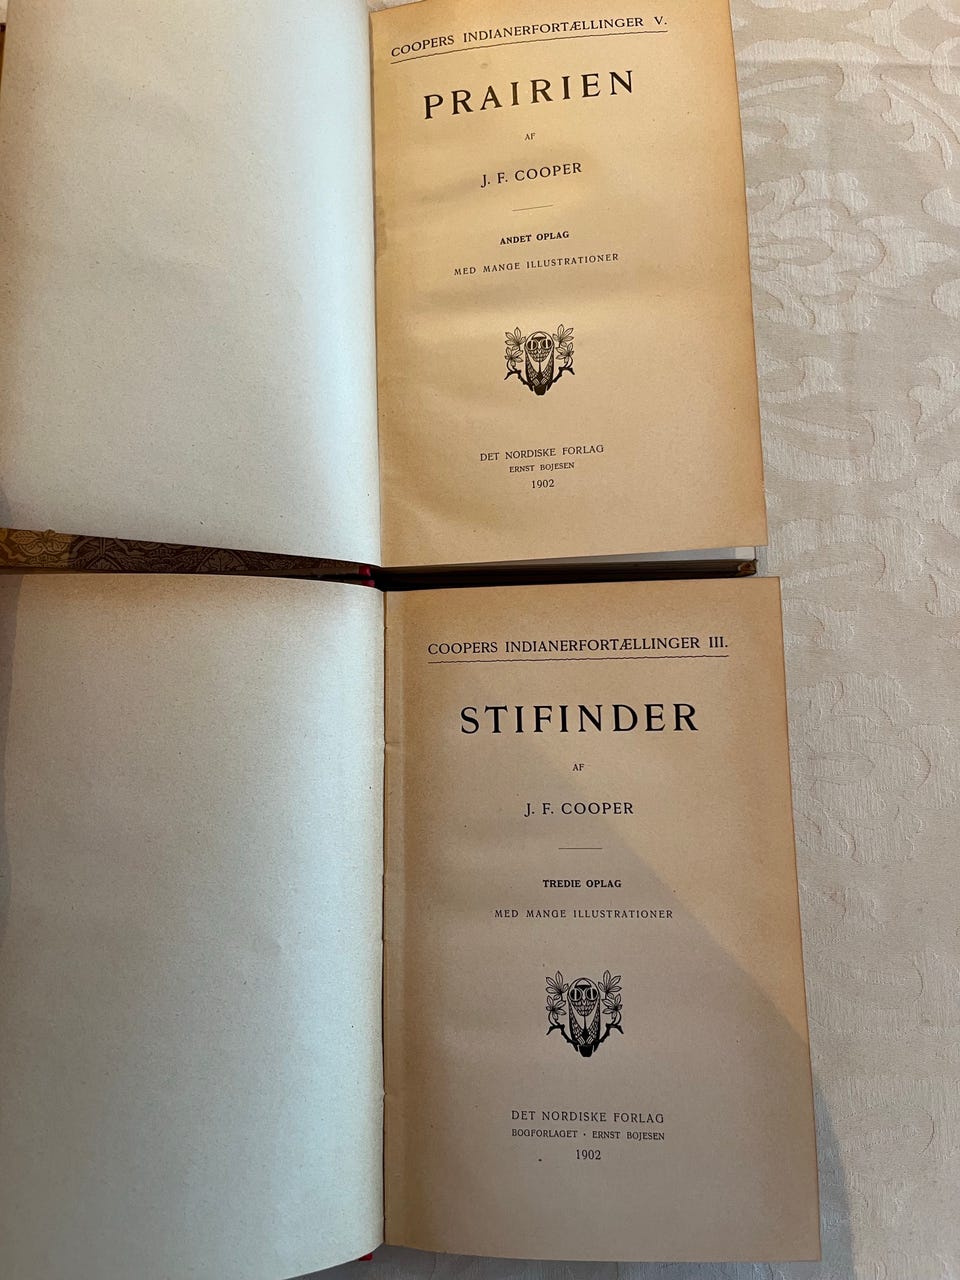 COOPERS INDIANERFORTÆLLINGER V.
PRAIRIEN
AF
J. F. COOPER
ANDET OPLAG
MED MANGE ILLUSTRATIONER
DET NORDISKE FORLAG
ERNST BOJESEN
1902
COOPERS INDIANERFORTÆLLINGER III.
STIFINDER
AF
J. F. COOPER
TREDIE OPLAG
MED MANGE ILLUSTRATIONER
DET NORDISKE FORLAG
BOGFORLAGET · ERNST BOJESEN
1902